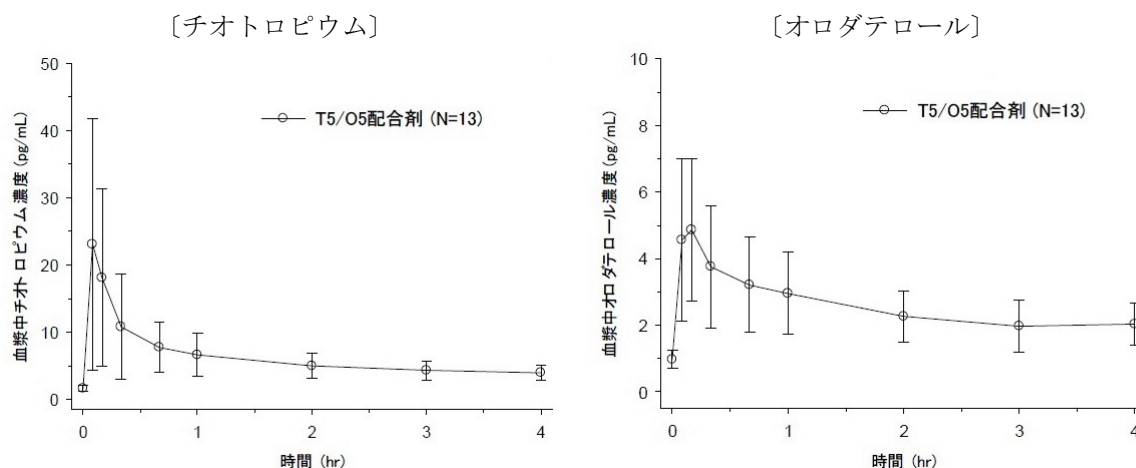 〔チオトロピウム〕
50
40
30
20
10
0
血漿中チオトロピウム濃度(pg/mL)
T5/O5配合剤 (N=13)
0 1 2 3 4
時間 (hr)
〔オロダテロール〕
10
8
6
4
2
0
血漿中オロダテロール濃度(pg/mL)
T5/O5配合剤 (N=13)
0 1 2 3 4
時間 (hr)